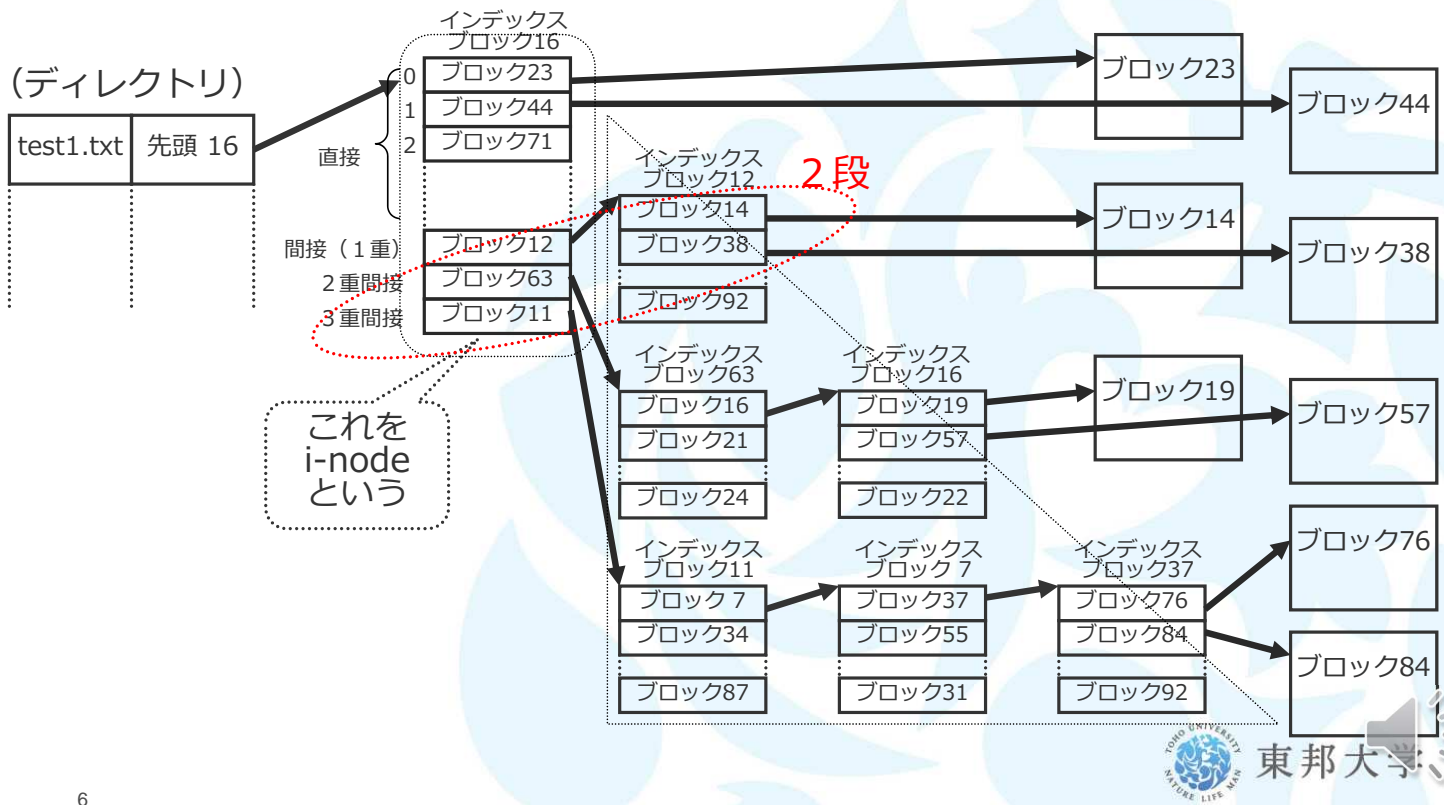 インデックス
ブロック16
(ディレクトリ)
test1.txt 先頭 16
直接
0 ブロック23
1 ブロック44
2 ブロック71
間接（１重） ブロック12
２重間接 ブロック63
３重間接 ブロック11
これを
i-node
という
インデックス
ブロック12
２段
ブロック14
ブロック38
ブロック92
ブロック23
ブロック44
ブロック14
ブロック38
インデックス
ブロック63
ブロック16
ブロック21
ブロック24
インデックス
ブロック16
ブロック19
ブロック57
ブロック22
ブロック19
ブロック57
インデックス
ブロック11
ブロック７
ブロック34
ブロック87
インデックス
ブロック７
ブロック37
ブロック55
ブロック31
インデックス
ブロック37
ブロック76
ブロック84
ブロック92
ブロック76
ブロック84
TOHO UNIVERSITY
NATURE LIFE MAN
東邦大学
6